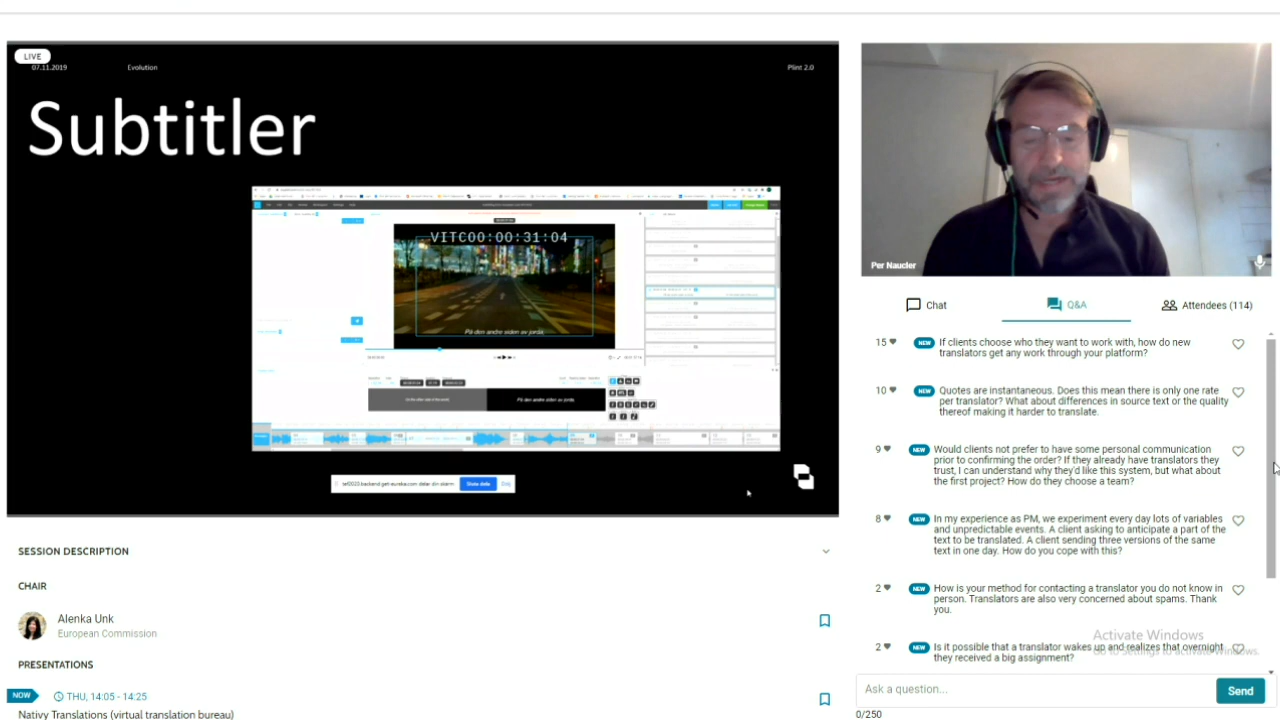 LIVE
07.11.2019
Evolution
Plint 2.0
Subtitler
VITC00:00:31:04
På den andre siden av jorda,
On the other side of the world,
På den andre siden av jorda,
Per Naucler
Chat
Q&A
Attendees (114)
15
NEW
If clients choose who they want to work with, how do new
translators get any work through your platform?
10
NEW
Quotes are instantaneous. Does this mean there is only one rate
per translator? What about differences in source text or the quality
thereof making it harder to translate.
9
NEW
Would clients not prefer to have some personal communication
prior to confirming the order? If they already have translators they
trust, I can understand why they'd like this system, but what about
the first project? How do they choose a team?
8
NEW
In my experience as PM, we experiment every day lots of variables
and unpredictable events. A client asking to anticipate a part of the
text to be translated. A client sending three versions of the same
text in one day. How do you cope with this?
2
NEW
How is your method for contacting a translator you do not know in
person. Translators are also very concerned about spams. Thank
you.
2
NEW
Is it possible that a translator wakes up and realizes that overnight
they received a big assignment?
Activate Windows
Go to Settings to activate Windows.
Ask a question...
Send
0/250
SESSION DESCRIPTION
CHAIR
Alenka Unk
European Commission
PRESENTATIONS
NOW
THU, 14:05 - 14:25
Nativy Translations (virtual translation bureau)